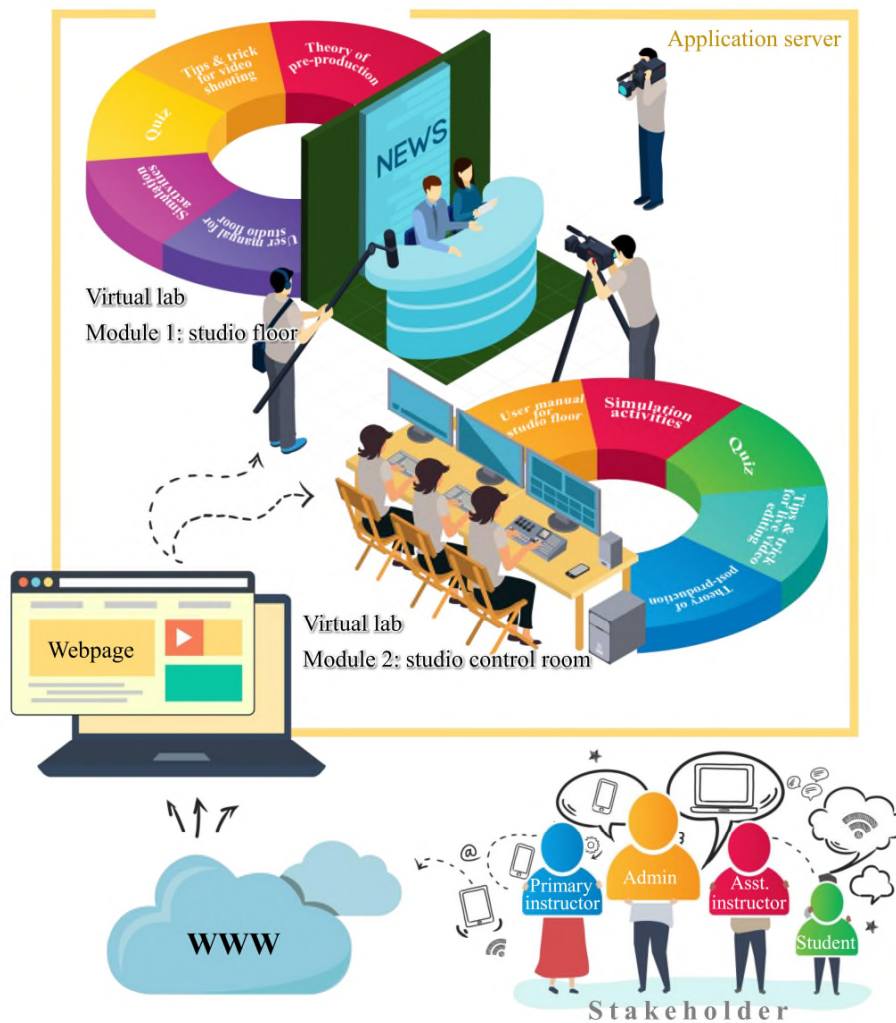 Application server
Theory of
pre-production
Tips & trick
for video
shooting
Quiz
Simulation
activities
User manual for
studio floor
NEWS
Virtual lab
Module 1: studio floor
User manual
for
studio floor
Simulation
activities
Quiz
Tips & trick
for live video
editing
Theory of
post-production
Virtual lab
Module 2: studio control room
Webpage
WWW
@
Primary
instructor
Admin
Asst.
instructor
Student
Stakeholder